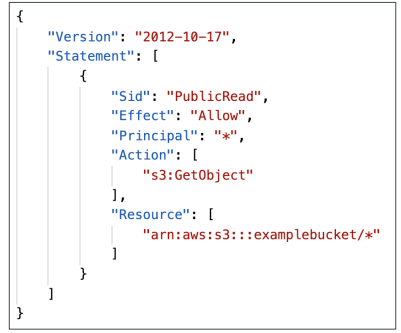 {
"Version": "2012-10-17",
"Statement": [
{
"Sid": "PublicRead",
"Effect": "Allow",
"Principal": "*",
"Action": [
"s3:GetObject"
],
"Resource": [
"arn:aws:s3:::examplebucket/*"
]
}
]
}